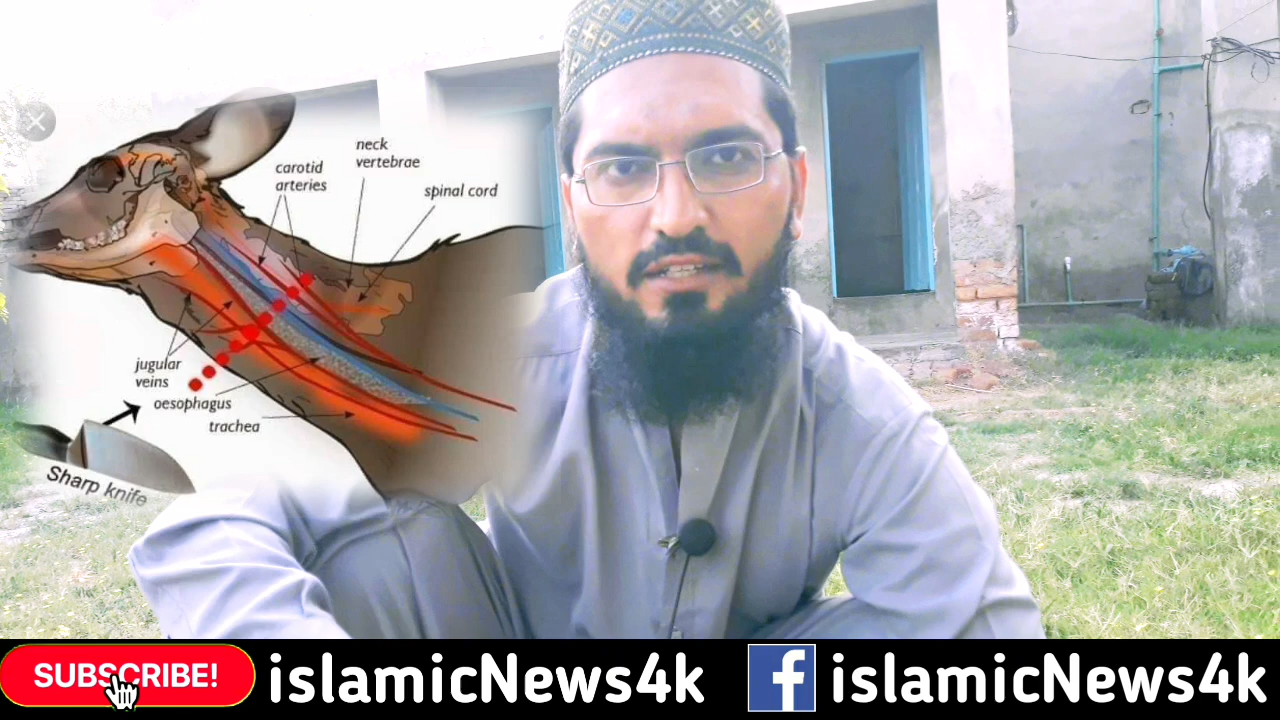 neck
vertebrae
carotid
arteries
spinal cord
jugular
veins
oesophagus
trachea
Sharp knife
SUBSCRIBE!
islamicNews4k
f islamicNews4k